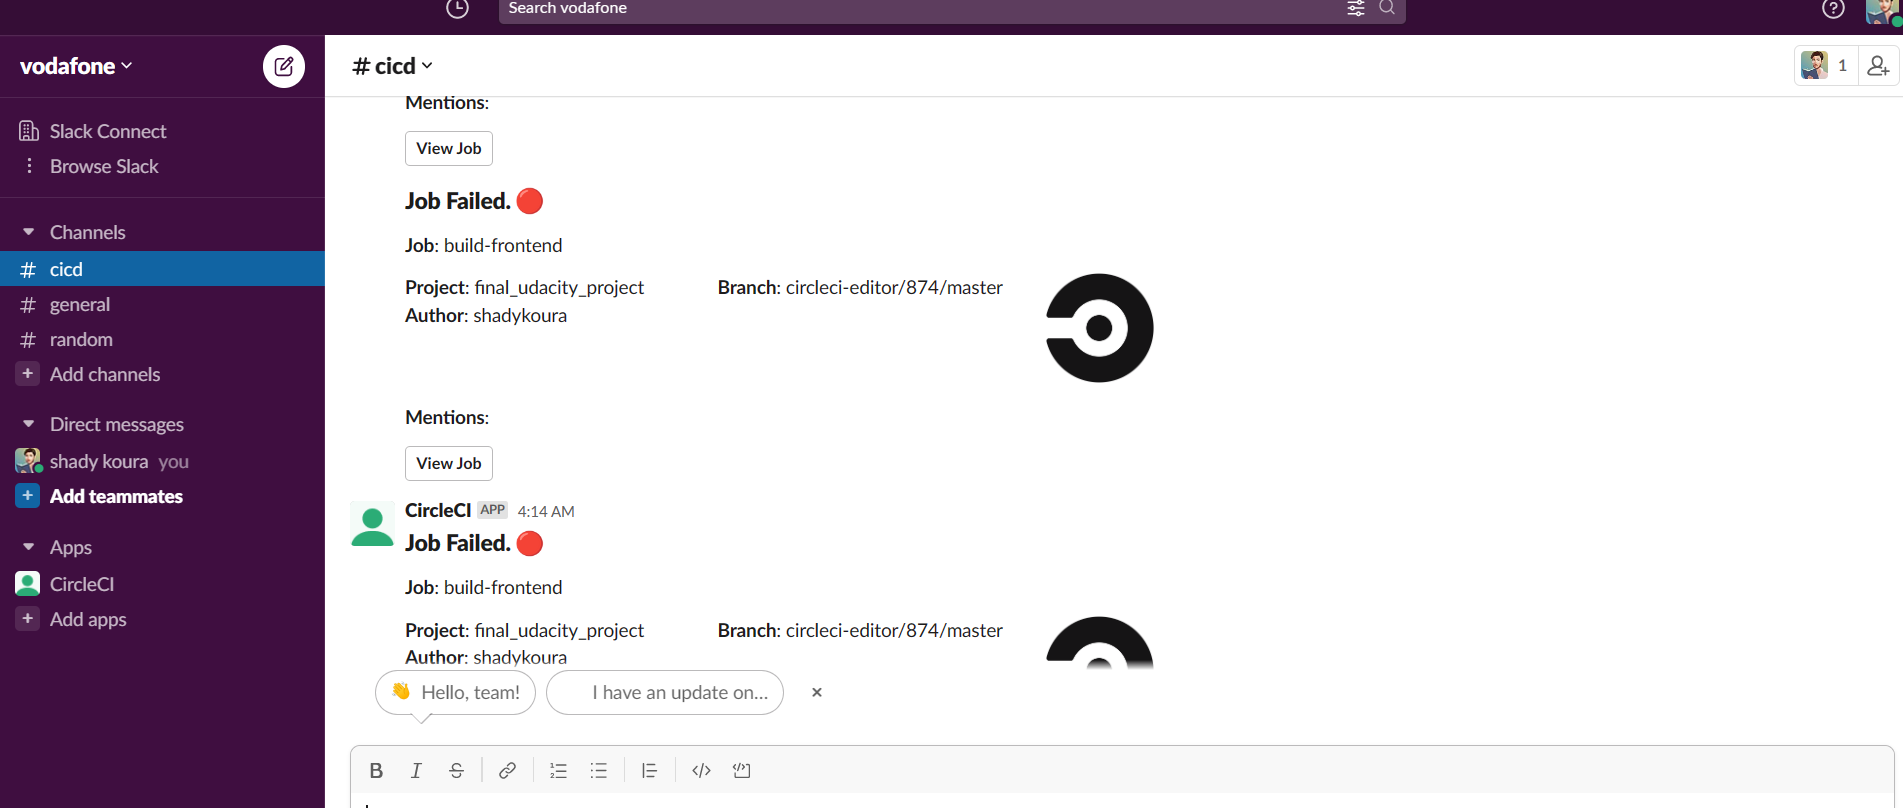 Search vodafone
vodafone
# cicd
1
Slack Connect
Browse Slack
Channels
# cicd
# general
# random
+ Add channels
Direct messages
shady koura you
+ Add teammates
Apps
CircleCI
+ Add apps
Mentions:
View Job
Job Failed. 🔴
Job: build-frontend
Project: final_udacity_project Branch: circleci-editor/874/master
Author: shadykoura
Mentions:
View Job
CircleCI APP 4:14 AM
Job Failed. 🔴
Job: build-frontend
Project: final_udacity_project Branch: circleci-editor/874/master
Author: shadykoura
👋 Hello, team! I have an update on... ×
B I S